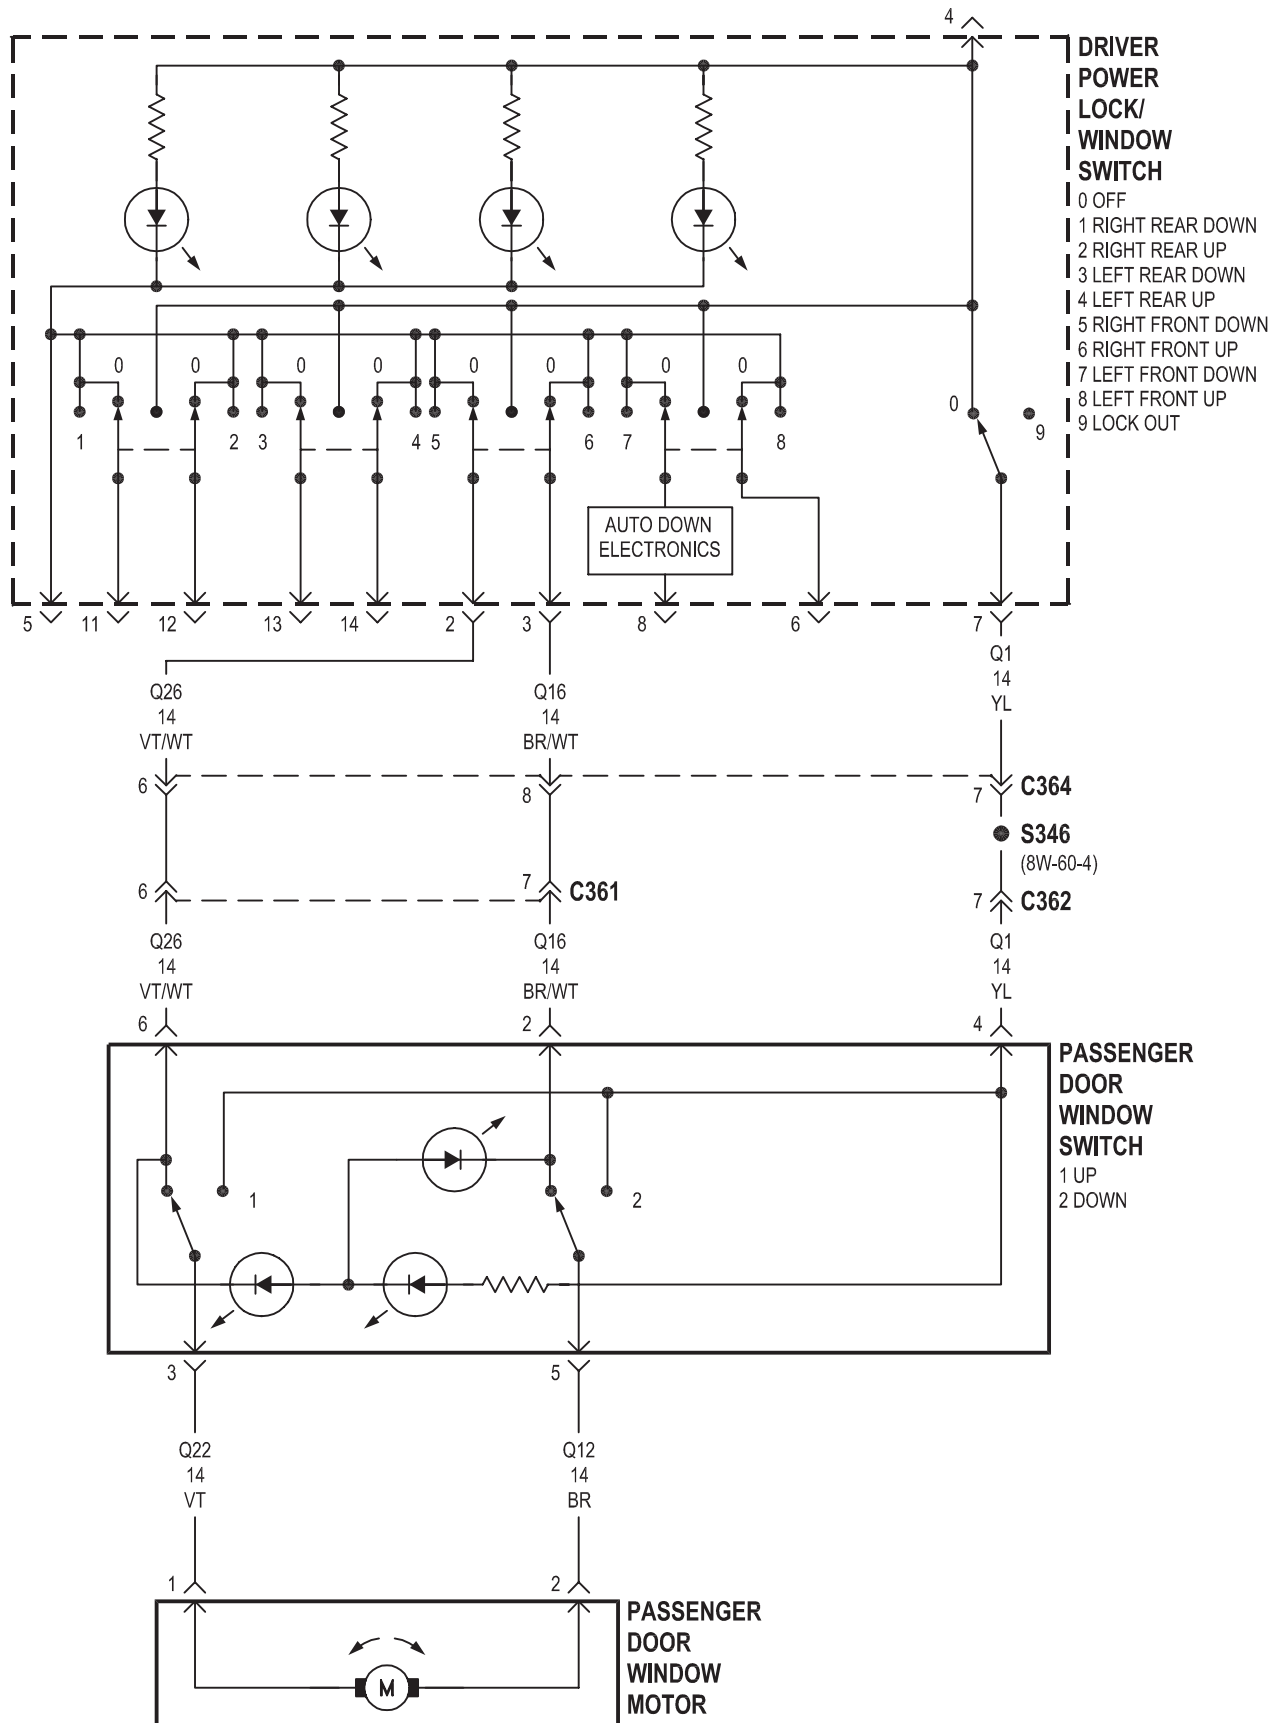 4
DRIVER
POWER
LOCK/
WINDOW
SWITCH
0 OFF
1 RIGHT REAR DOWN
2 RIGHT REAR UP
3 LEFT REAR DOWN
4 LEFT REAR UP
5 RIGHT FRONT DOWN
6 RIGHT FRONT UP
7 LEFT FRONT DOWN
8 LEFT FRONT UP
9 LOCK OUT
0 0 0 0 0 0 0 0
0
1 2 3 4 5 6 7 8 9
AUTO DOWN
ELECTRONICS
5 11 12 13 14 2 3 8 6 7
Q26
14
VT/WT
Q16
14
BR/WT
Q1
14
YL
6 8 7 C364
S346
(8W-60-4)
6 7 C361
7 C362
Q26
14
VT/WT
Q16
14
BR/WT
Q1
14
YL
6 2 4
PASSENGER
DOOR
WINDOW
SWITCH
1 UP
2 DOWN
1 2
3 5
Q22
14
VT
Q12
14
BR
1 2
PASSENGER
DOOR
WINDOW
MOTOR
M